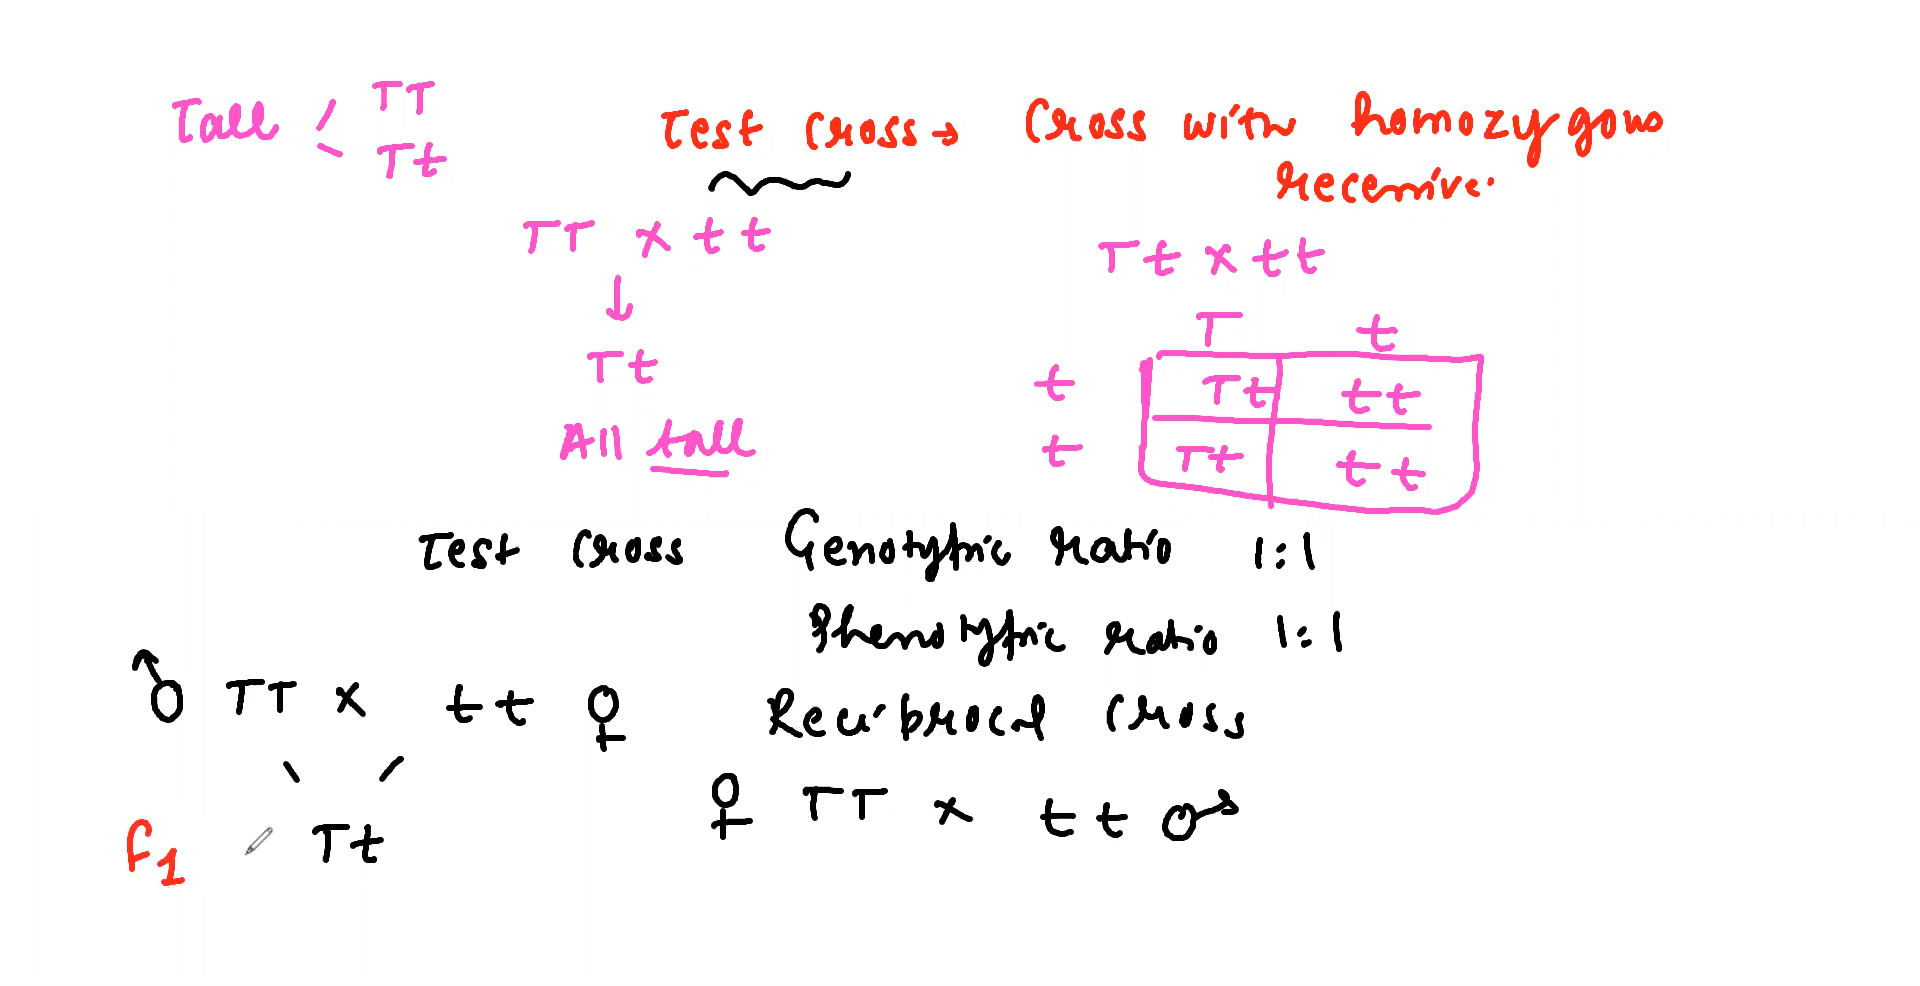 Tall TT
Tt
Test cross → Cross with homozygous
recessive.
TT x tt
↓
Tt
All tall
Tt x tt
T t
t Tt tt
t Tt tt
Test cross Genotypic ratio 1:1
Phenotypic ratio 1:1
♂ TT x tt ♀ Reciprocal cross
♀ TT x tt ♂
F1 Tt